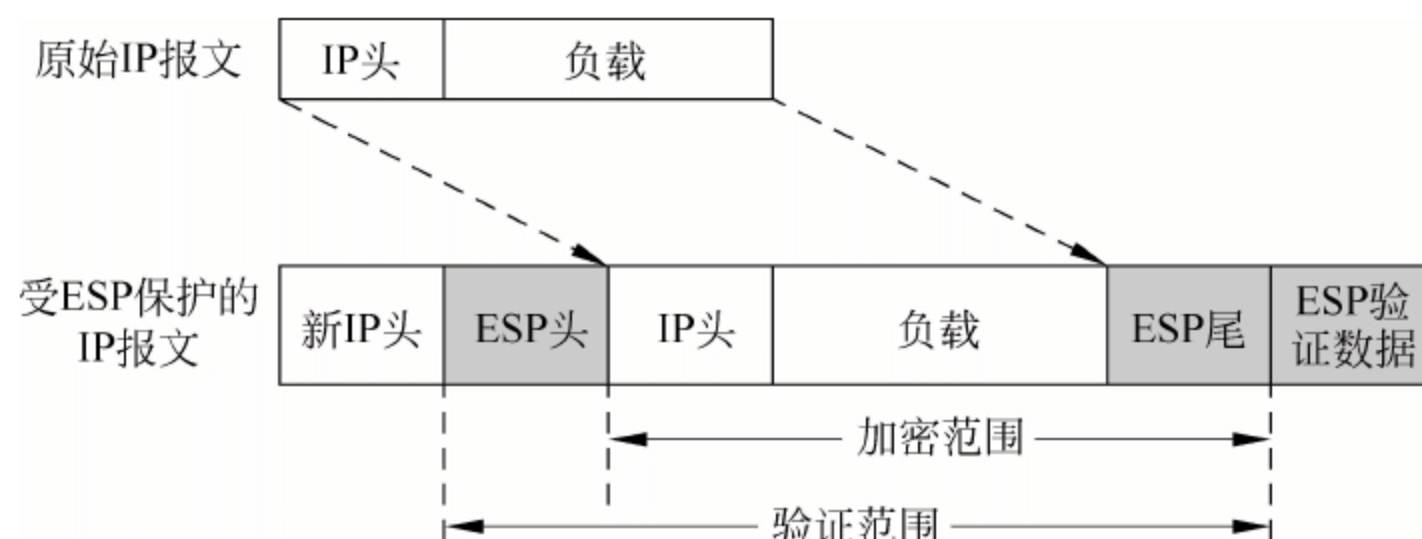 原始IP报文
IP头
负载
受ESP保护的
IP报文
新IP头
ESP头
IP头
负载
ESP尾
ESP验
证数据
加密范围
验证范围